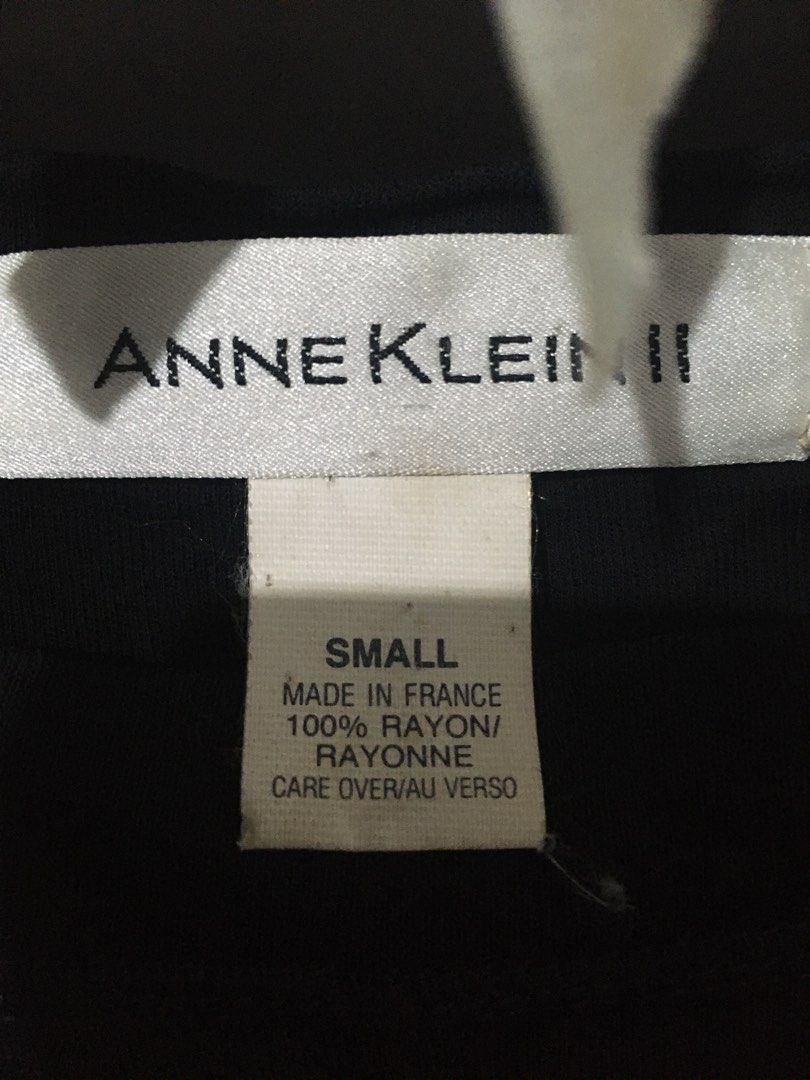 ANNE KLEIN II
SMALL
MADE IN FRANCE
100% RAYON/
RAYONNE
CARE OVER/AU VERSO